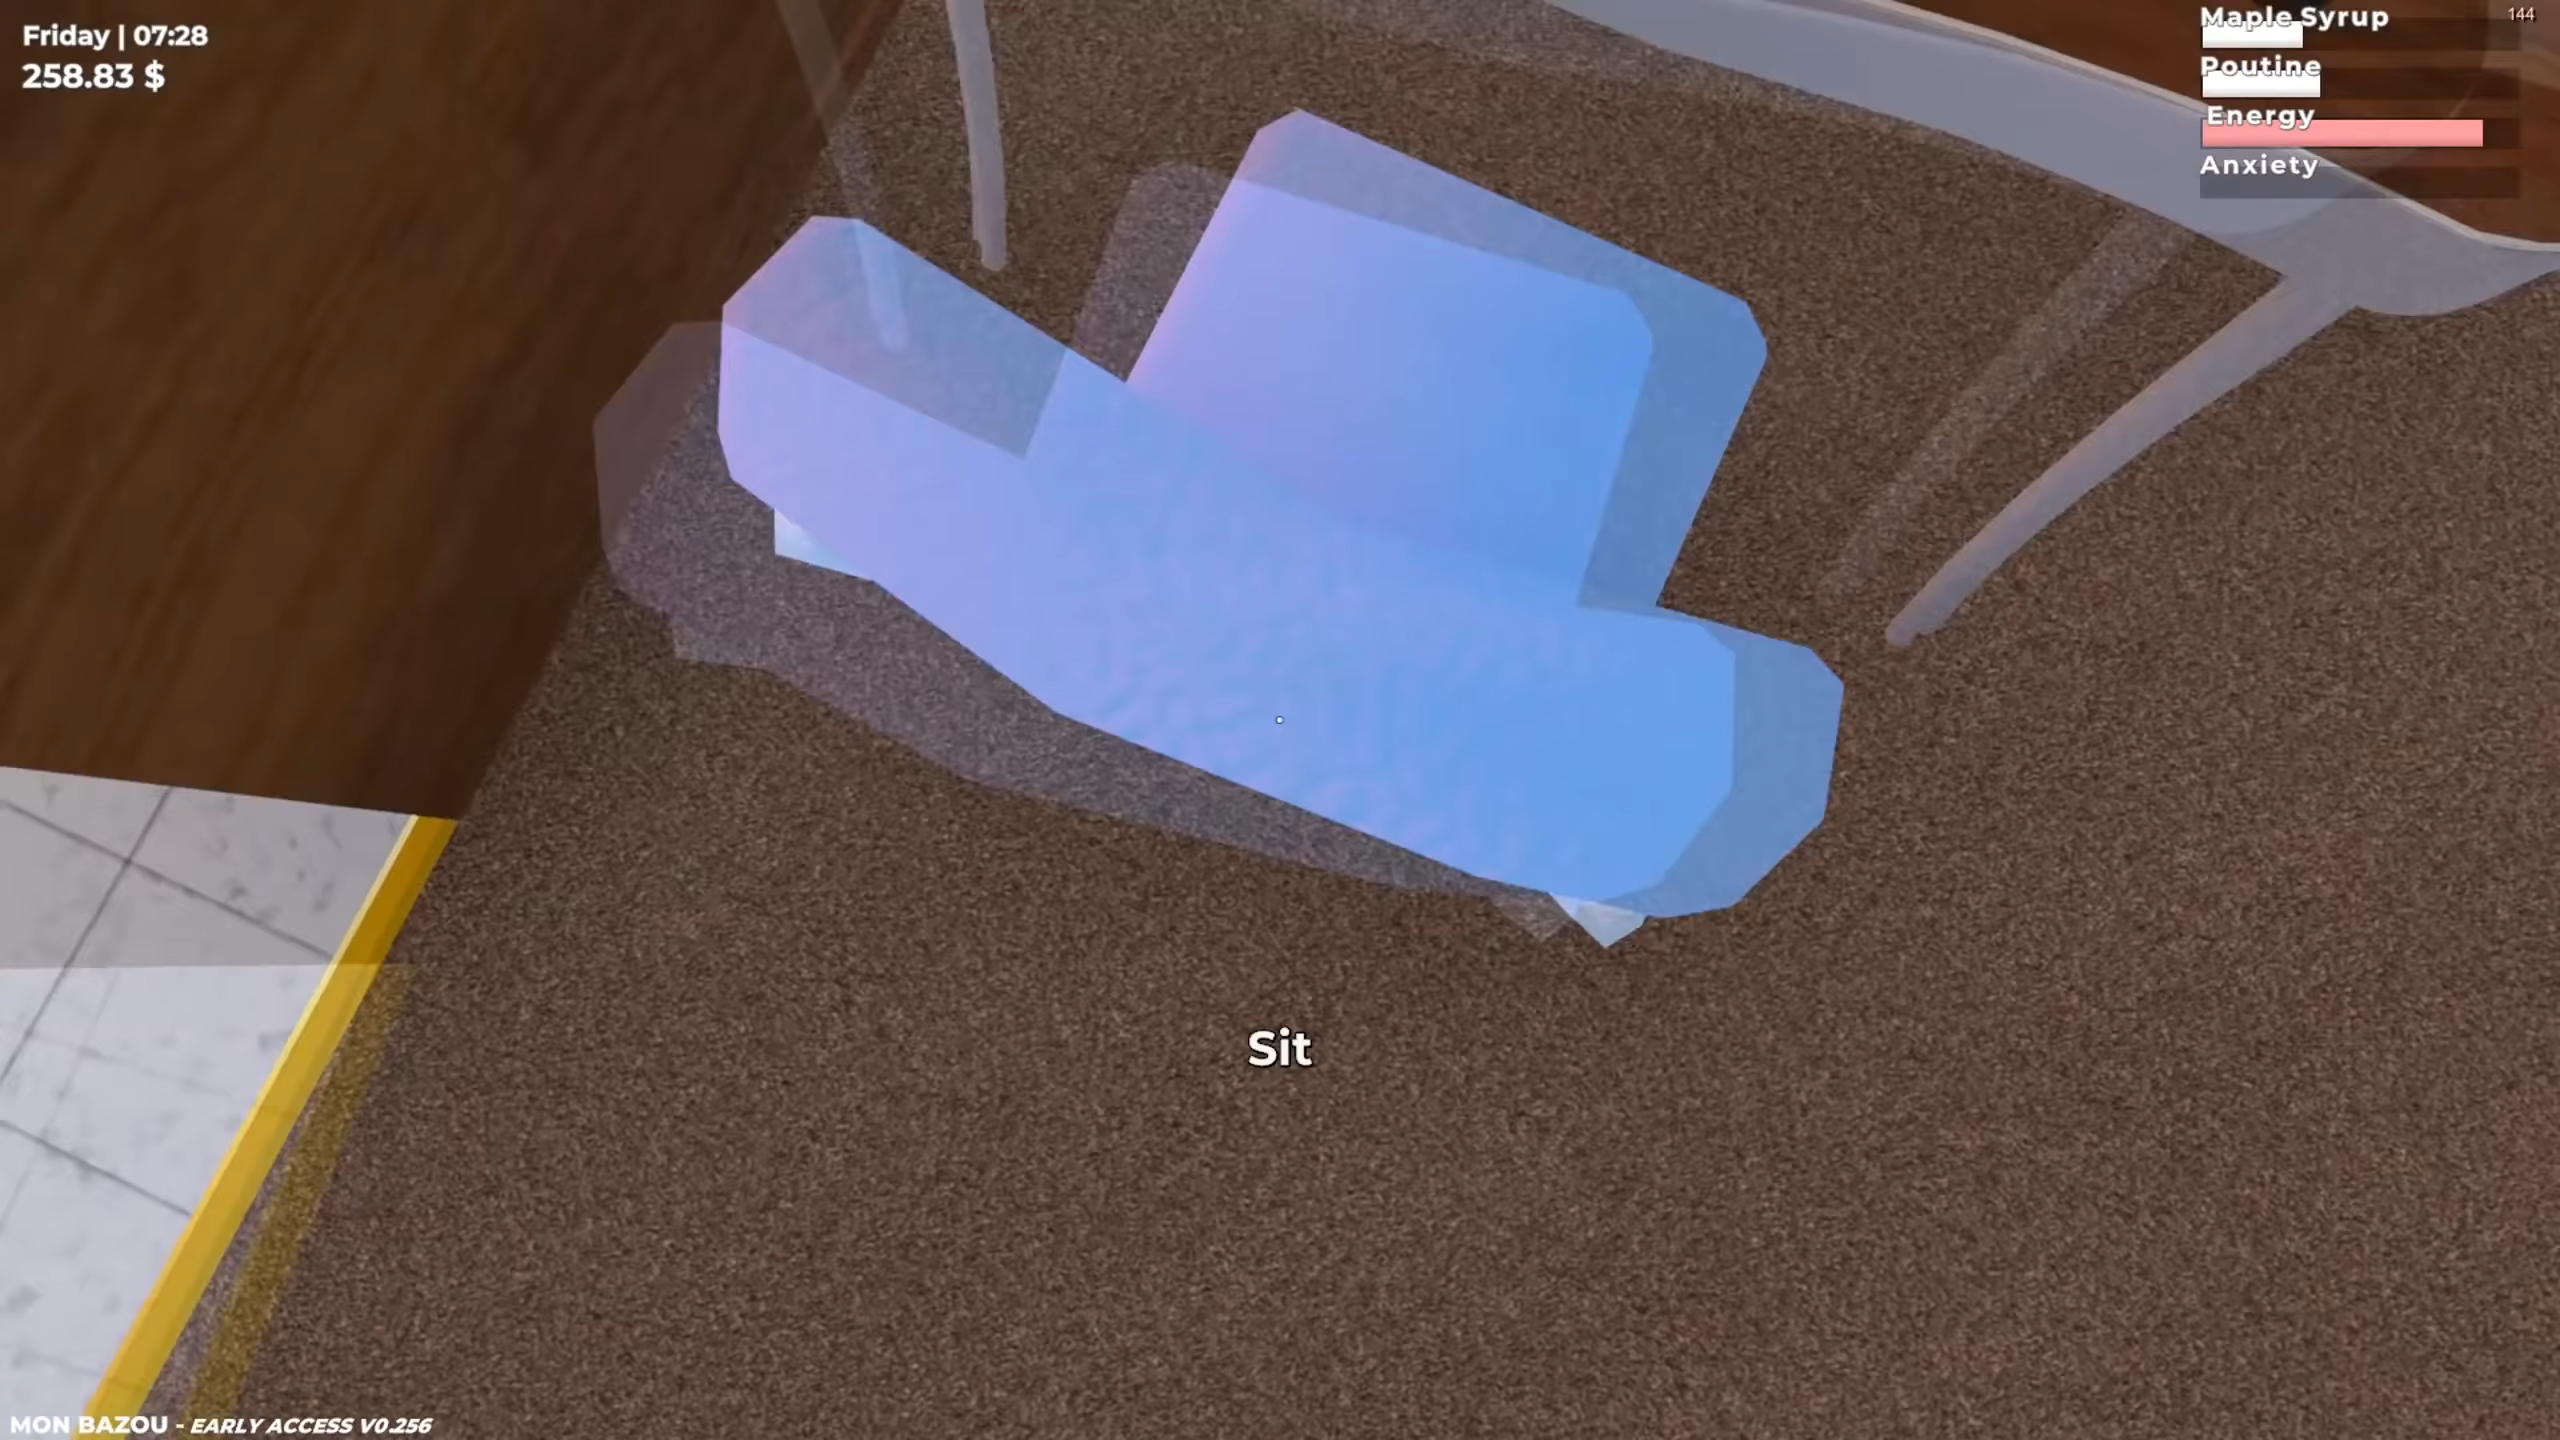 Friday | 07:28
258.83 $
144
Maple Syrup
Poutine
Energy
Anxiety
Sit
MON BAZOU - EARLY ACCESS V0.256